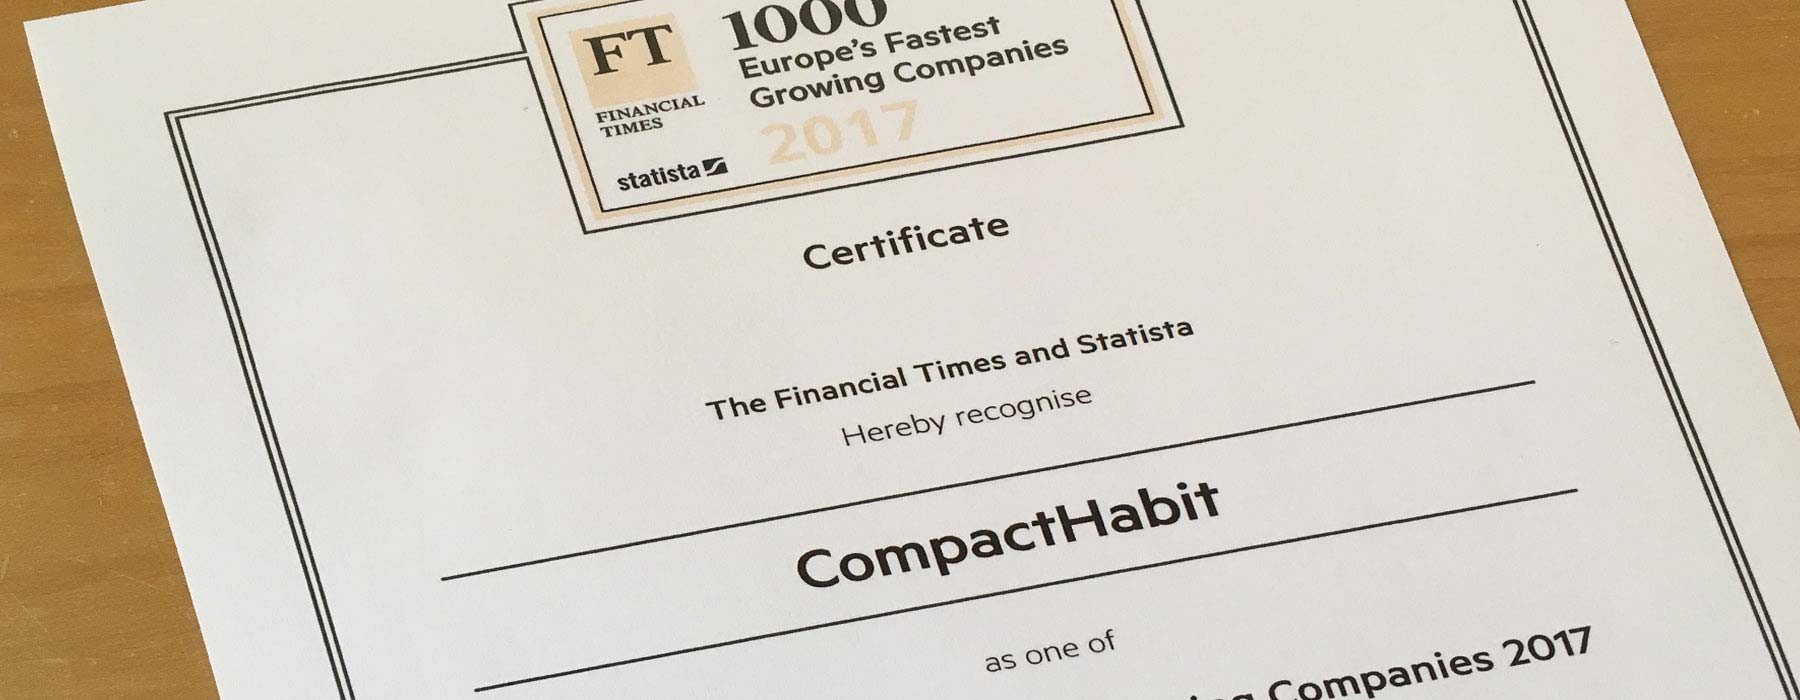 FT
FINANCIAL
TIMES
statista
1000
Europe's Fastest
Growing Companies
2017
Certificate
The Financial Times and Statista
Hereby recognise
CompactHabit
as one of
Companies 2017